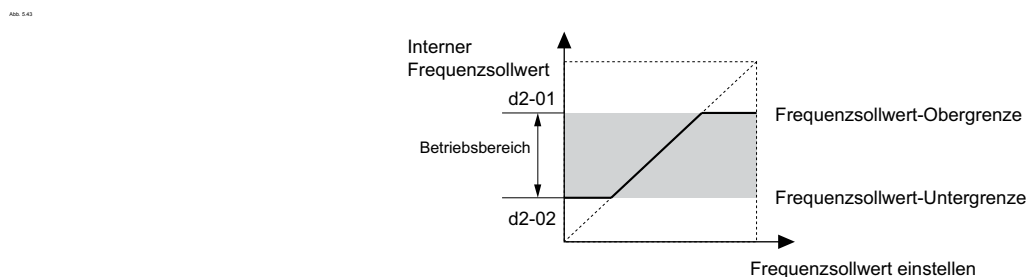 Abb. 5.43
Interner
Frequenzsollwert
d2-01
Frequenzsollwert-Obergrenze
Betriebsbereich
Frequenzsollwert-Untergrenze
d2-02
Frequenzsollwert einstellen